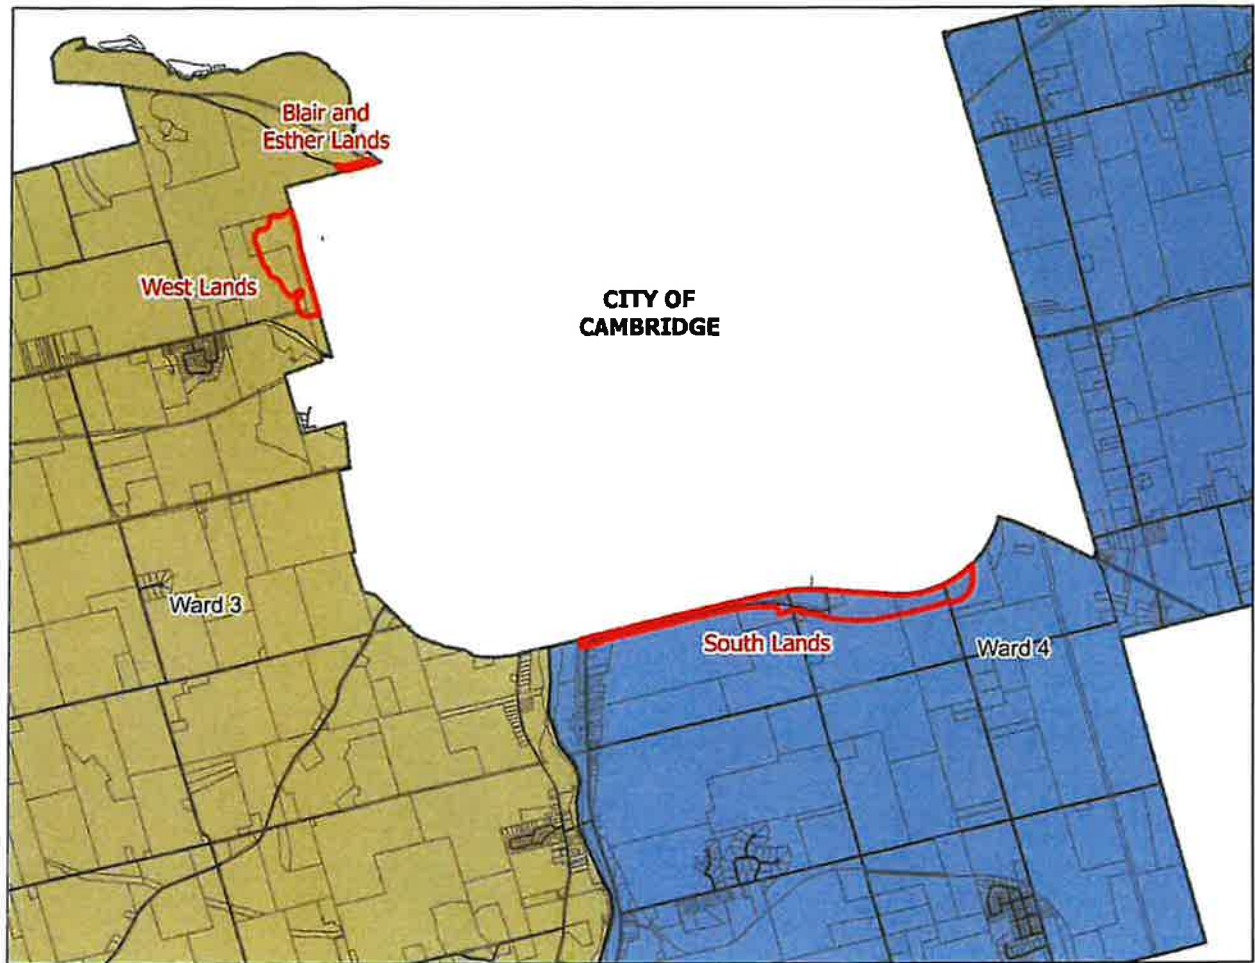 Blair and
Esther Lands
West Lands
CITY OF
CAMBRIDGE
Ward 3
South Lands
Ward 4